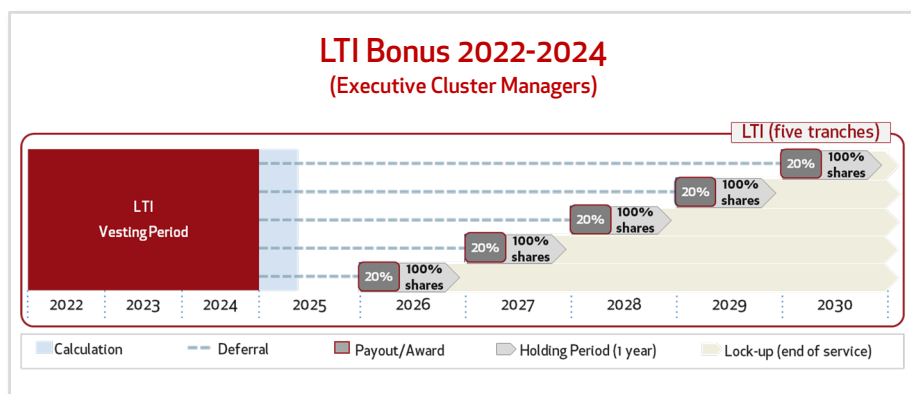 LTI Bonus 2022-2024
(Executive Cluster Managers)
LTI (five tranches)
20% 100% shares
20% 100% shares
20% 100% shares
20% 100% shares
20% 100% shares
LTI
Vesting Period
2022 2023 2024 2025 2026 2027 2028 2029 2030
Calculation Deferral Payout/Award Holding Period (1 year) Lock-up (end of service)